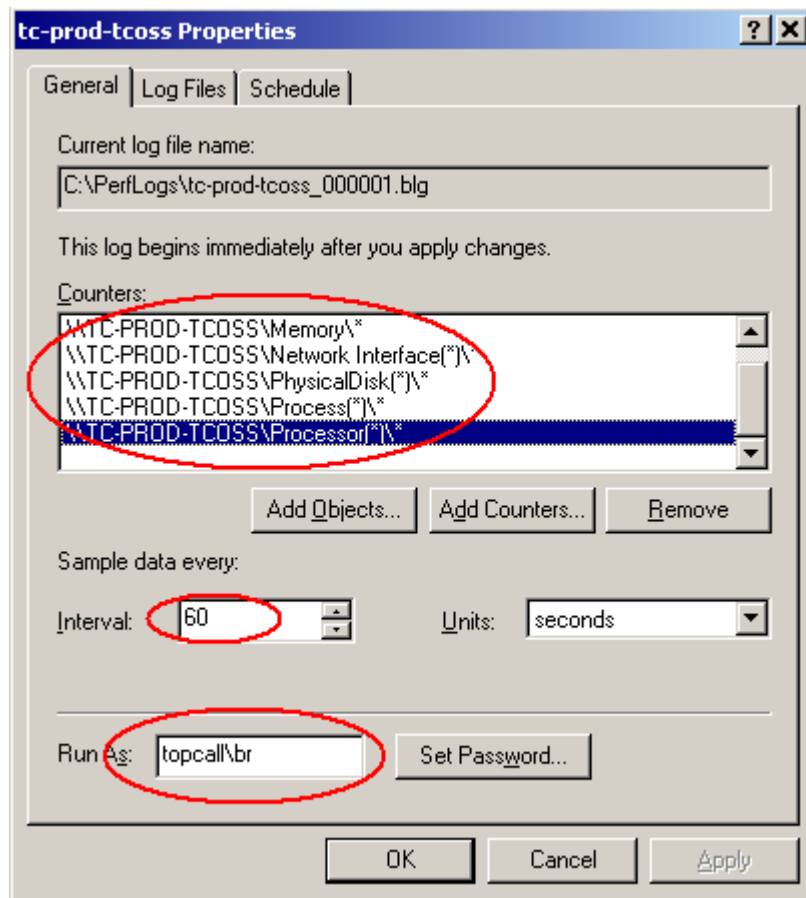 tc-prod-tcoss Properties
General Log Files Schedule
Current log file name:
C:\PerfLogs\tc-prod-tcoss_000001.blg
This log begins immediately after you apply changes.
Counters:
\\TC-PROD-TCOSS\Memory\*
\\TC-PROD-TCOSS\Network Interface(*)\*
\\TC-PROD-TCOSS\PhysicalDisk(*)\*
\\TC-PROD-TCOSS\Process(*)\*
\\TC-PROD-TCOSS\Processor(*)\*
Add Objects... Add Counters... Remove
Sample data every:
Interval: 60 Units: seconds
Run As: topcall\br Set Password...
OK Cancel Apply